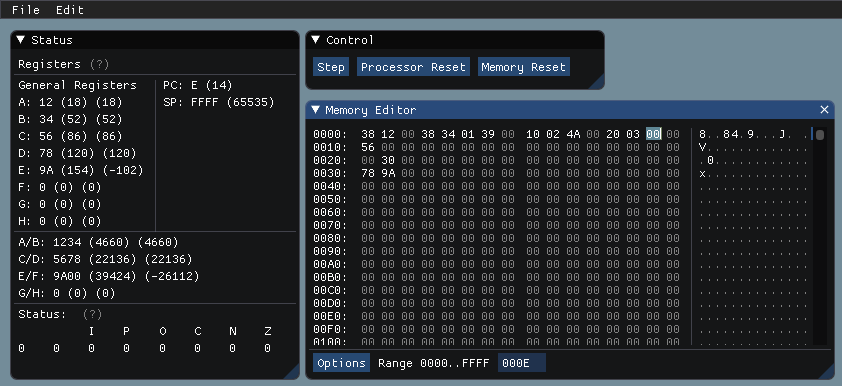 File Edit
▼ Status
Registers (?)
General Registers
A: 12 (18) (18)
B: 34 (52) (52)
C: 56 (86) (86)
D: 78 (120) (120)
E: 9A (154) (-102)
F: 0 (0) (0)
G: 0 (0) (0)
H: 0 (0) (0)
PC: E (14)
SP: FFFF (65535)
A/B: 1234 (4660) (4660)
C/D: 5678 (22136) (22136)
E/F: 9A00 (39424) (-26112)
G/H: 0 (0) (0)
Status: (?)
I P O C N Z
0 0 0 0 0 0 0 0
▼ Control
Step Processor Reset Memory Reset
▼ Memory Editor ✕
0000: 38 12 00 38 34 01 39 00 10 02 4A 00 20 03 00 00 8..84.9...J. ...
0010: 56 00 00 00 00 00 00 00 00 00 00 00 00 00 00 00 V...............
0020: 00 30 00 00 00 00 00 00 00 00 00 00 00 00 00 00 .0..............
0030: 78 9A 00 00 00 00 00 00 00 00 00 00 00 00 00 00 x...............
0040: 00 00 00 00 00 00 00 00 00 00 00 00 00 00 00 00 ................
0050: 00 00 00 00 00 00 00 00 00 00 00 00 00 00 00 00 ................
0060: 00 00 00 00 00 00 00 00 00 00 00 00 00 00 00 00 ................
0070: 00 00 00 00 00 00 00 00 00 00 00 00 00 00 00 00 ................
0080: 00 00 00 00 00 00 00 00 00 00 00 00 00 00 00 00 ................
0090: 00 00 00 00 00 00 00 00 00 00 00 00 00 00 00 00 ................
00A0: 00 00 00 00 00 00 00 00 00 00 00 00 00 00 00 00 ................
00B0: 00 00 00 00 00 00 00 00 00 00 00 00 00 00 00 00 ................
00C0: 00 00 00 00 00 00 00 00 00 00 00 00 00 00 00 00 ................
00D0: 00 00 00 00 00 00 00 00 00 00 00 00 00 00 00 00 ................
00E0: 00 00 00 00 00 00 00 00 00 00 00 00 00 00 00 00 ................
00F0: 00 00 00 00 00 00 00 00 00 00 00 00 00 00 00 00 ................
0100: 00 00 00 00 00 00 00 00 00 00 00 00 00 00 00 00 ................
Options Range 0000..FFFF 000E